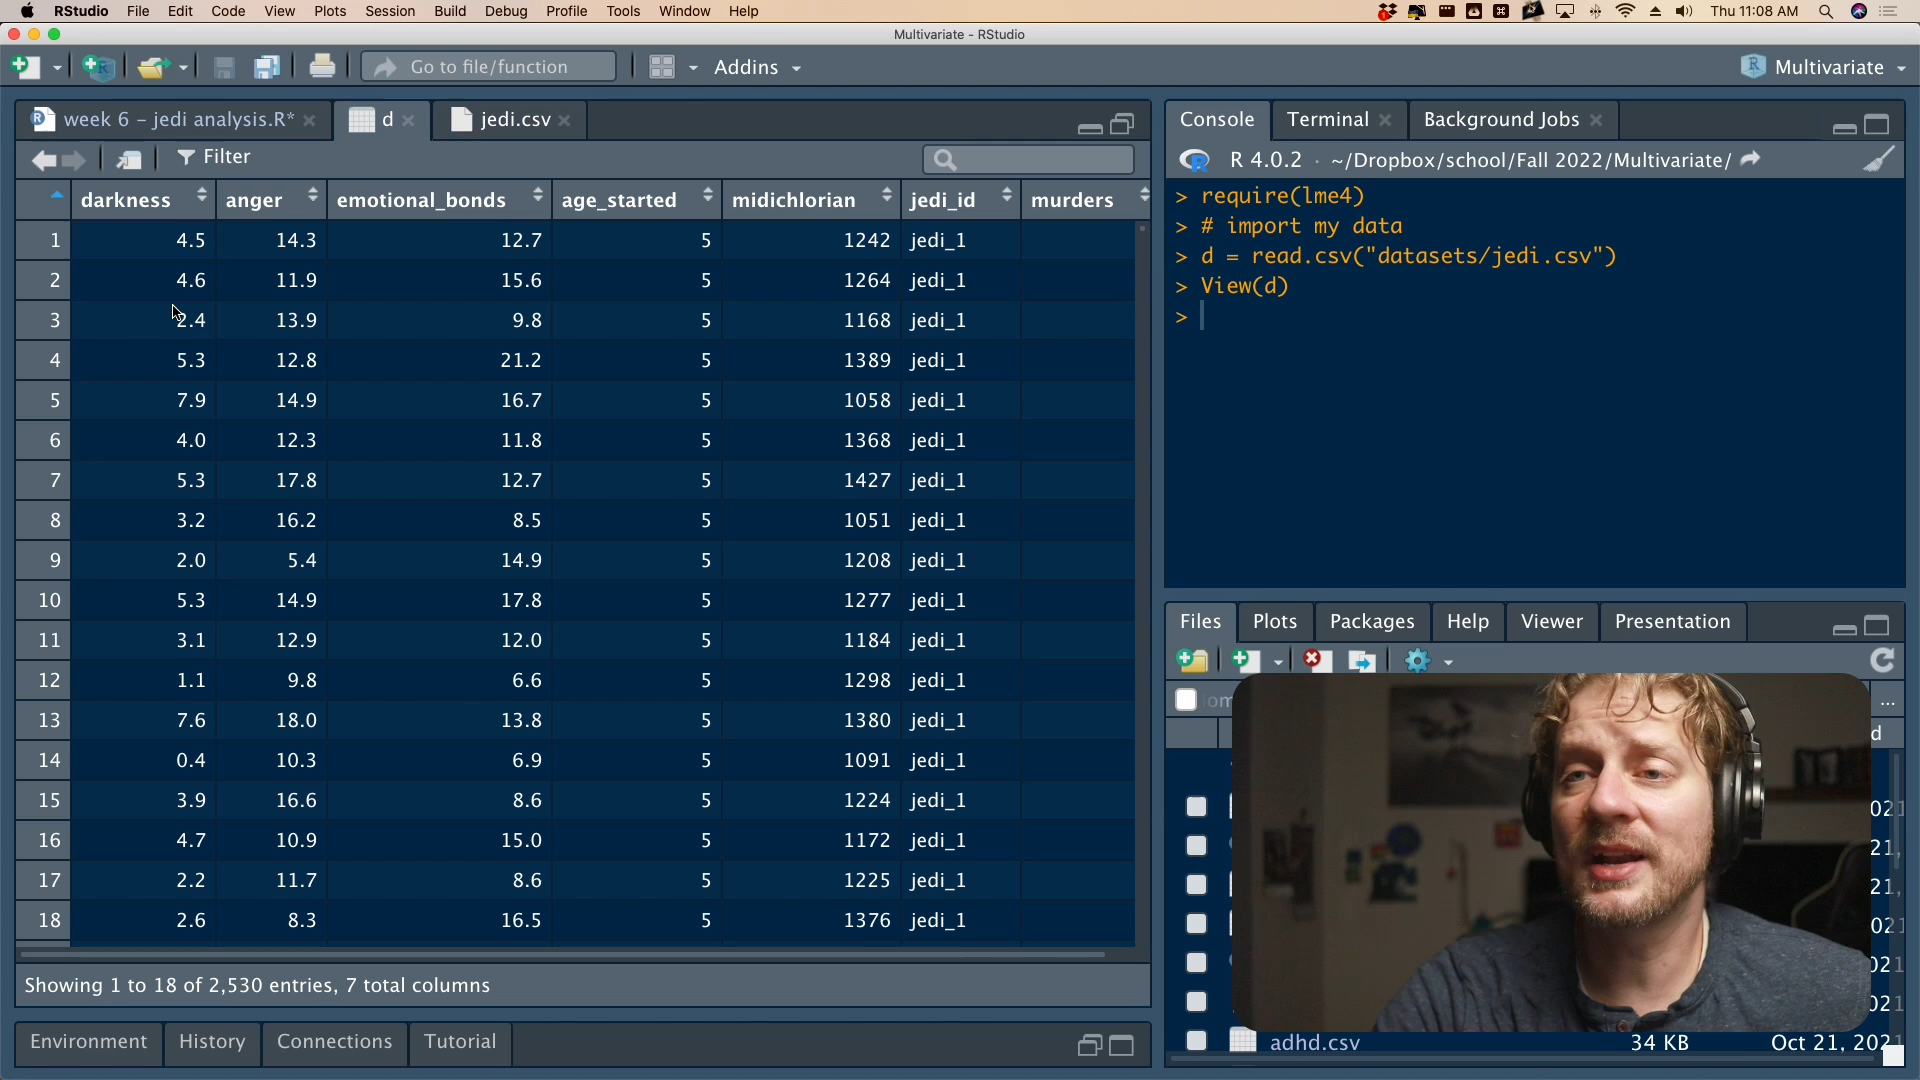 RStudio File Edit Code View Plots Session Build Debug Profile Tools Window Help Thu 11:08 AM
Multivariate - RStudio
Go to file/function Addins Multivariate
week 6 - jedi analysis.R* d jedi.csv
Filter
darkness anger emotional_bonds age_started midichlorian jedi_id murders
1 4.5 14.3 12.7 5 1242 jedi_1
2 4.6 11.9 15.6 5 1264 jedi_1
3 2.4 13.9 9.8 5 1168 jedi_1
4 5.3 12.8 21.2 5 1389 jedi_1
5 7.9 14.9 16.7 5 1058 jedi_1
6 4.0 12.3 11.8 5 1368 jedi_1
7 5.3 17.8 12.7 5 1427 jedi_1
8 3.2 16.2 8.5 5 1051 jedi_1
9 2.0 5.4 14.9 5 1208 jedi_1
10 5.3 14.9 17.8 5 1277 jedi_1
11 3.1 12.9 12.0 5 1184 jedi_1
12 1.1 9.8 6.6 5 1298 jedi_1
13 7.6 18.0 13.8 5 1380 jedi_1
14 0.4 10.3 6.9 5 1091 jedi_1
15 3.9 16.6 8.6 5 1224 jedi_1
16 4.7 10.9 15.0 5 1172 jedi_1
17 2.2 11.7 8.6 5 1225 jedi_1
18 2.6 8.3 16.5 5 1376 jedi_1
Showing 1 to 18 of 2,530 entries, 7 total columns
Environment History Connections Tutorial
Console Terminal Background Jobs
R 4.0.2 · ~/Dropbox/school/Fall 2022/Multivariate/
> require(lme4)
> # import my data
> d = read.csv("datasets/jedi.csv")
> View(d)
>
Files Plots Packages Help Viewer Presentation
adhd.csv 34 KB Oct 21, 202